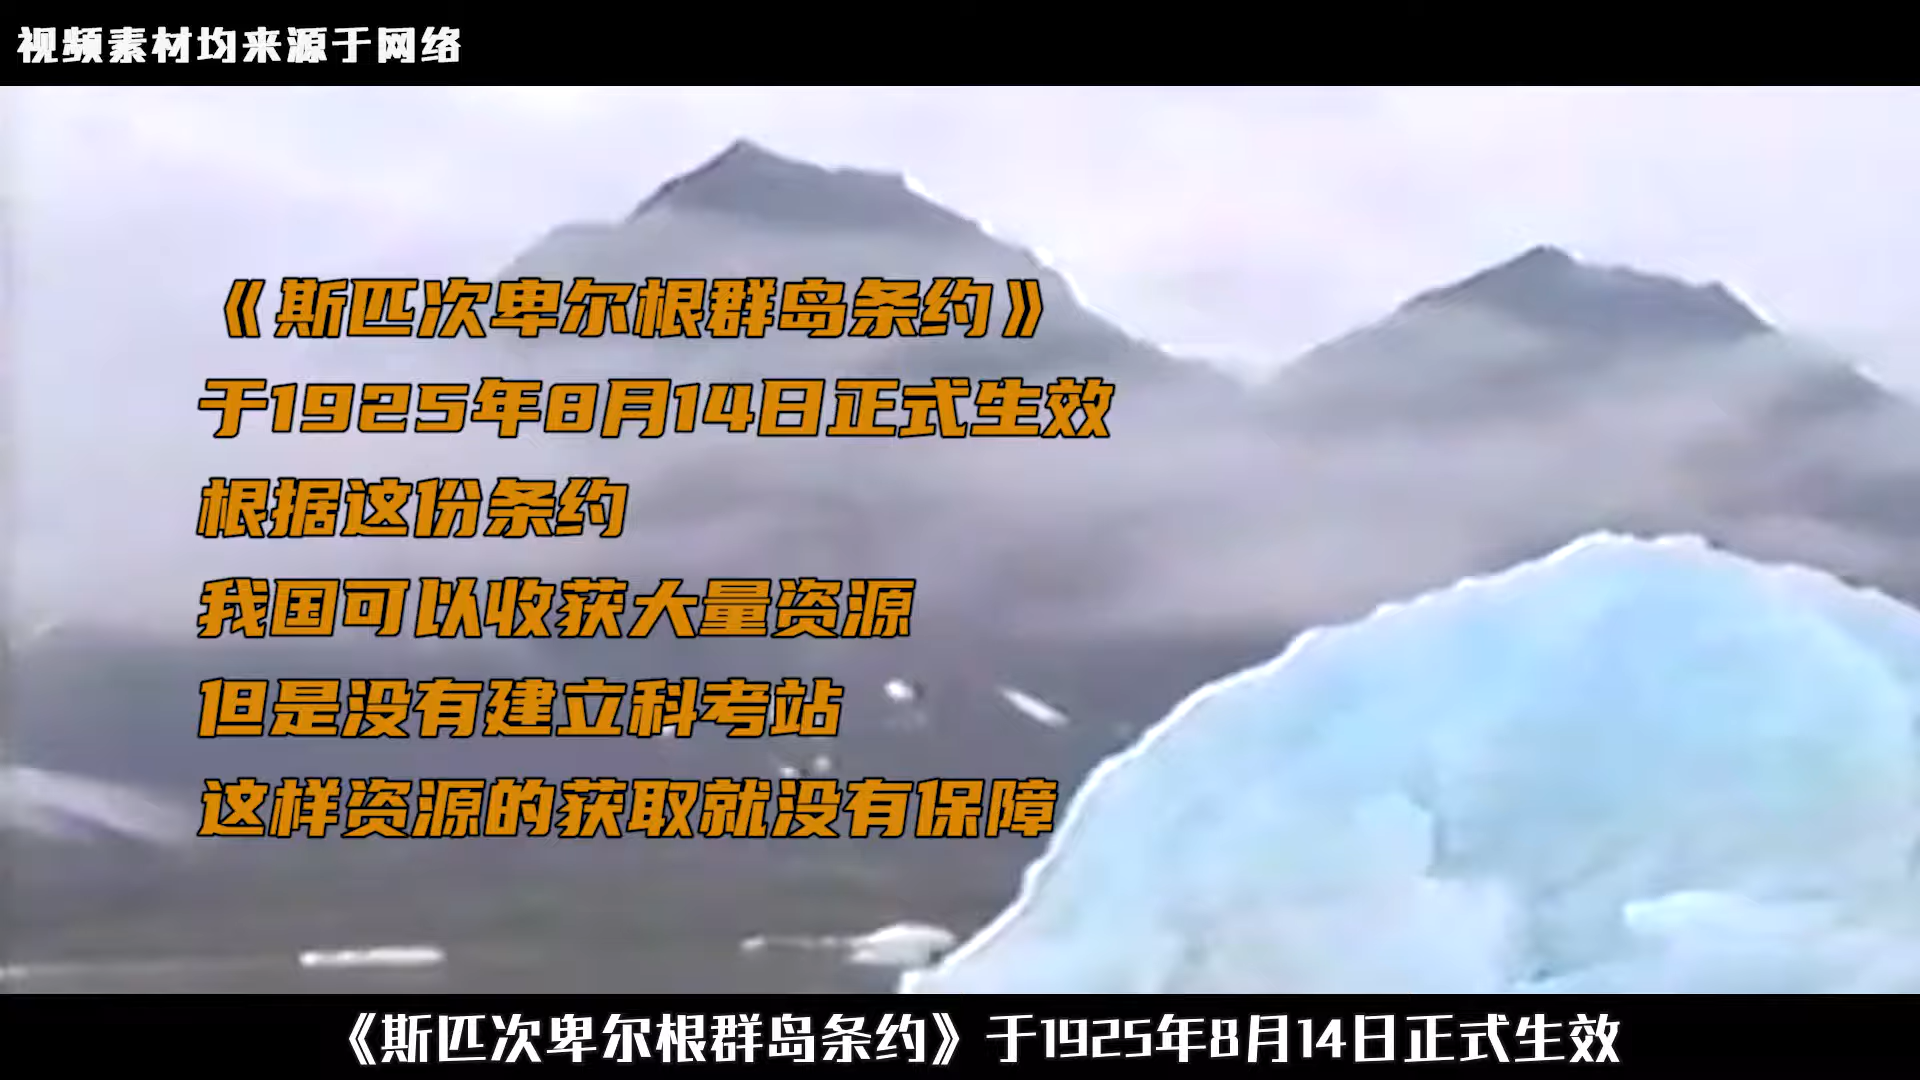 视频素材均来源于网络
《斯匹次卑尔根群岛条约》
于1925年8月14日正式生效
根据这份条约
我国可以收获大量资源
但是没有建立科考站
这样资源的获取就没有保障
《斯匹次卑尔根群岛条约》于1925年8月14日正式生效